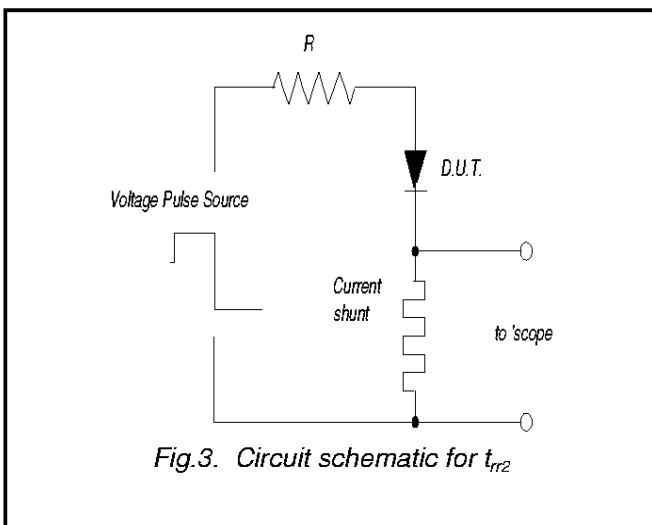 R
D.U.T.
Voltage Pulse Source
Current
shunt
to 'scope
Fig.3. Circuit schematic for trr2